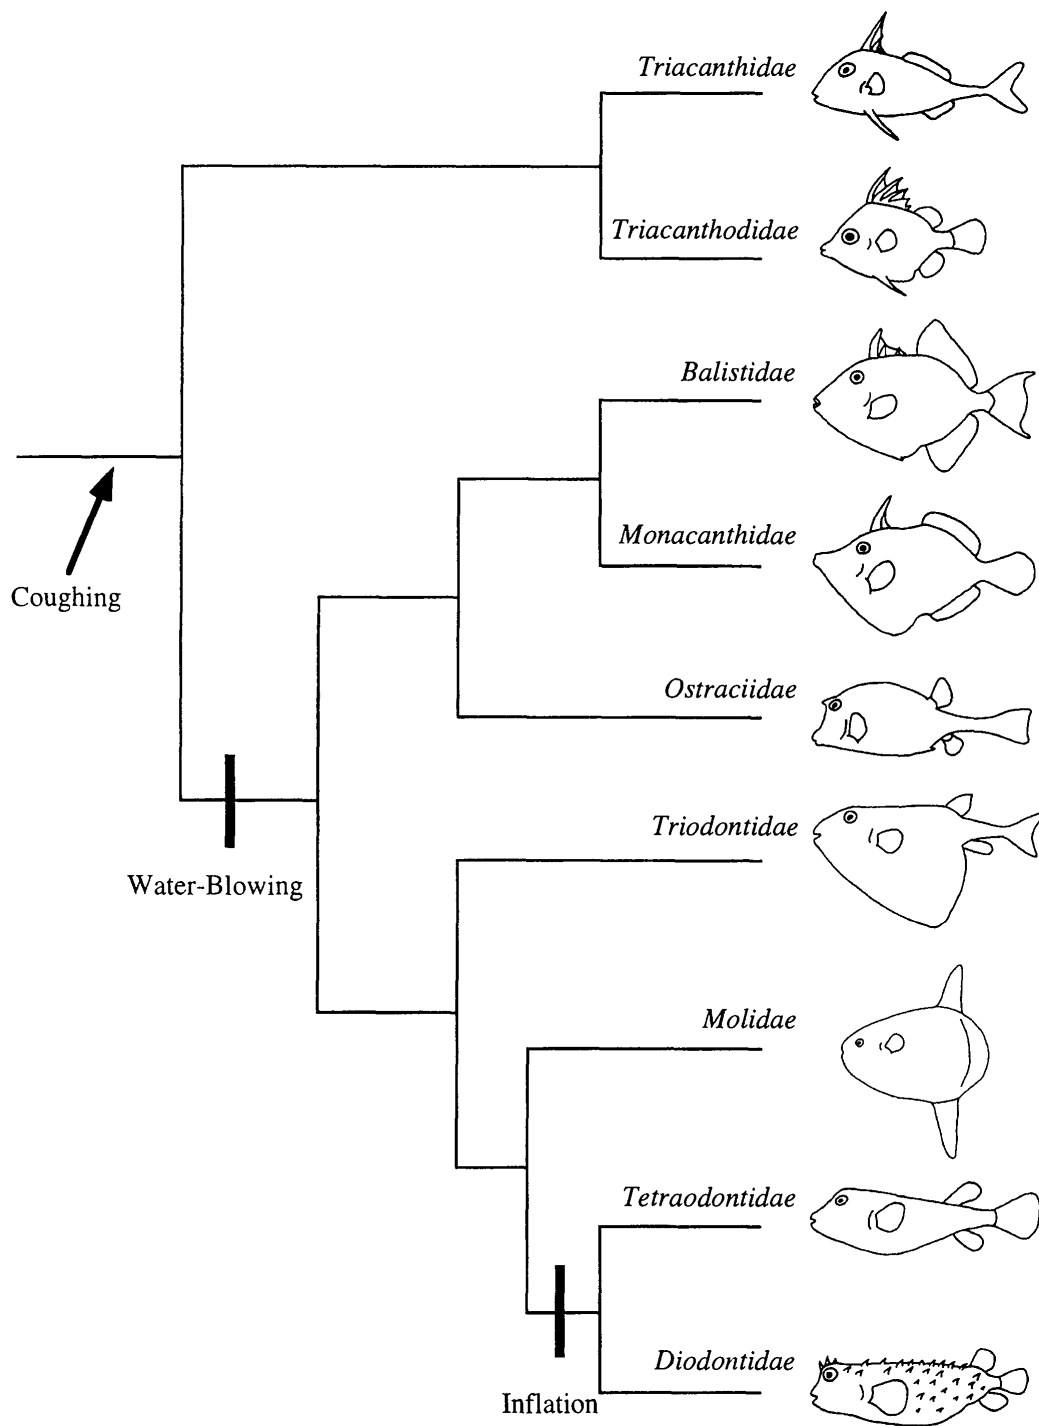 Triacanthidae
Triacanthodidae
Balistidae
Coughing
Monacanthidae
Ostraciidae
Triodontidae
Water-Blowing
Molidae
Tetraodontidae
Diodontidae
Inflation